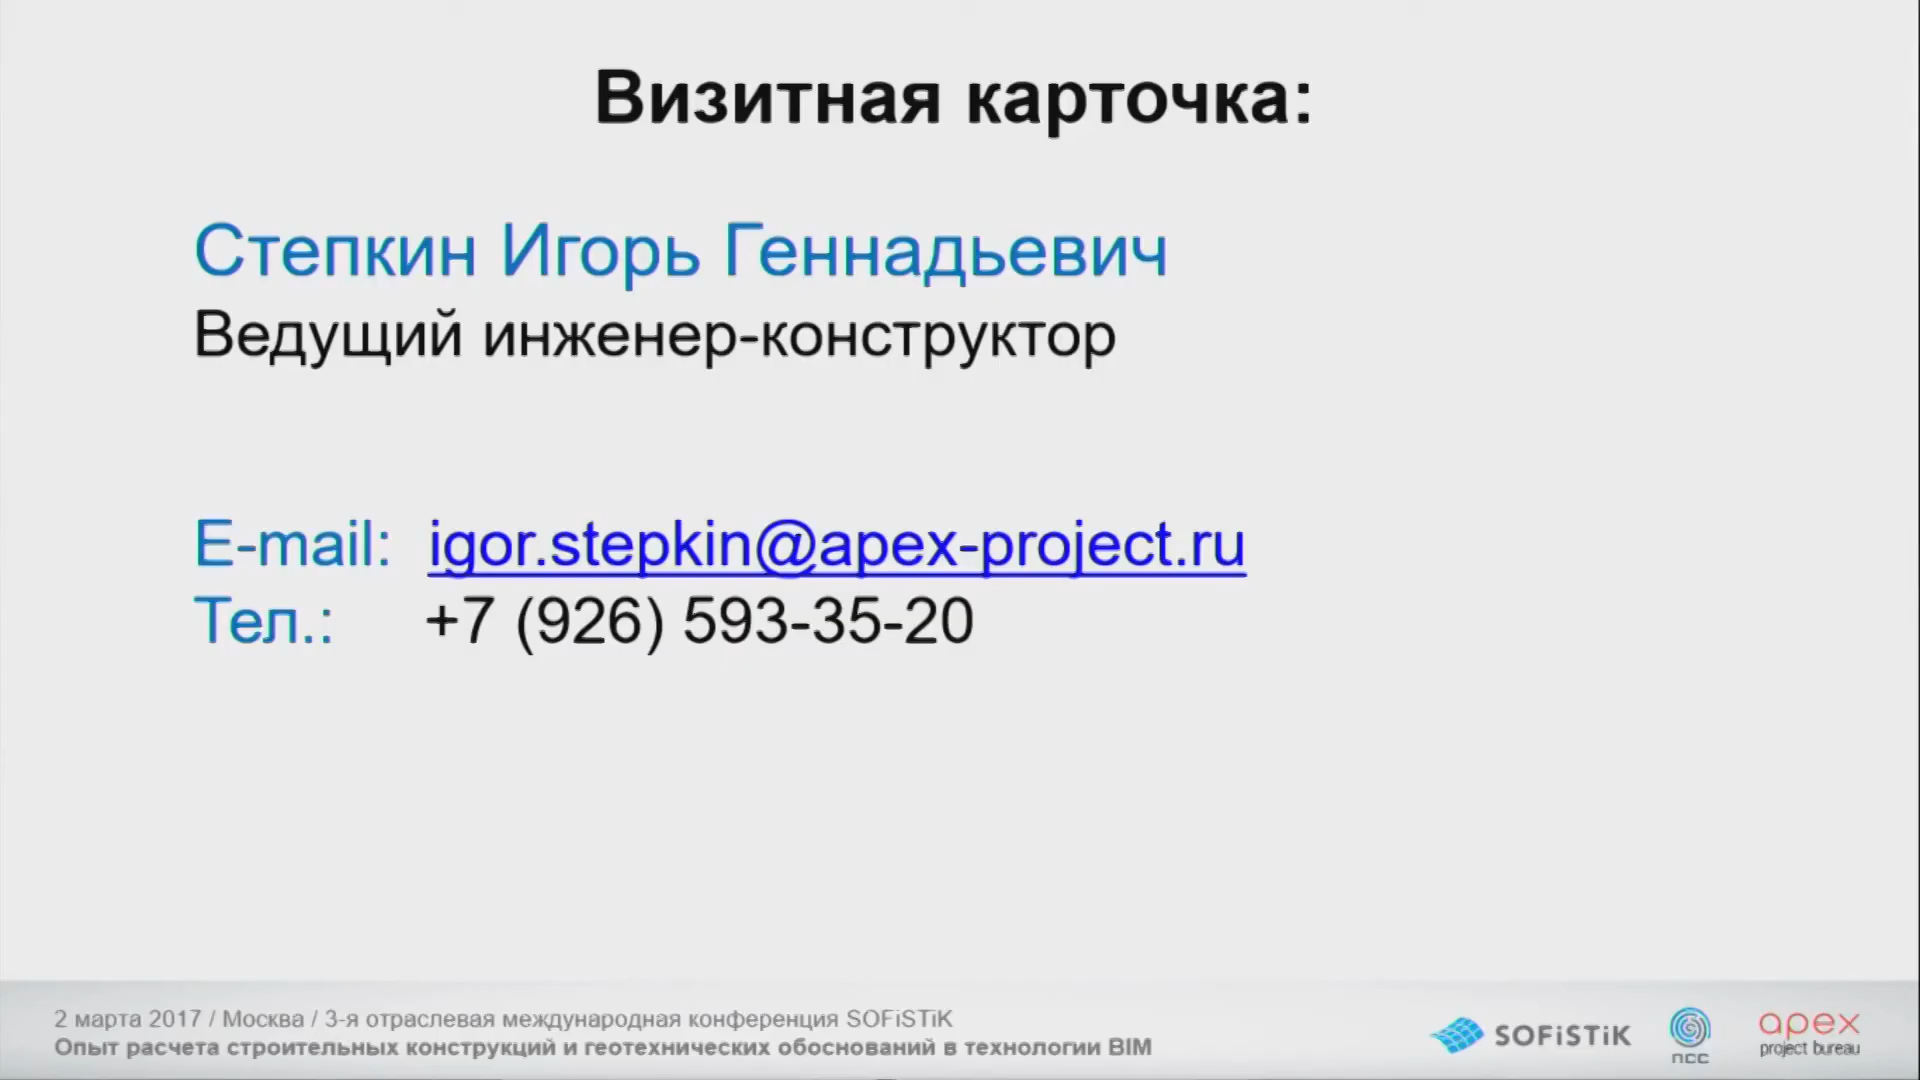 Визитная карточка:
Степкин Игорь Геннадьевич
Ведущий инженер-конструктор
E-mail: igor.stepkin@apex-project.ru
Тел.: +7 (926) 593-35-20
2 марта 2017 / Москва / 3-я отраслевая международная конференция SOFiSTiK
Опыт расчета строительных конструкций и геотехнических обоснований в технологии BIM
SOFiSTiK
ПСС
apex
project bureau